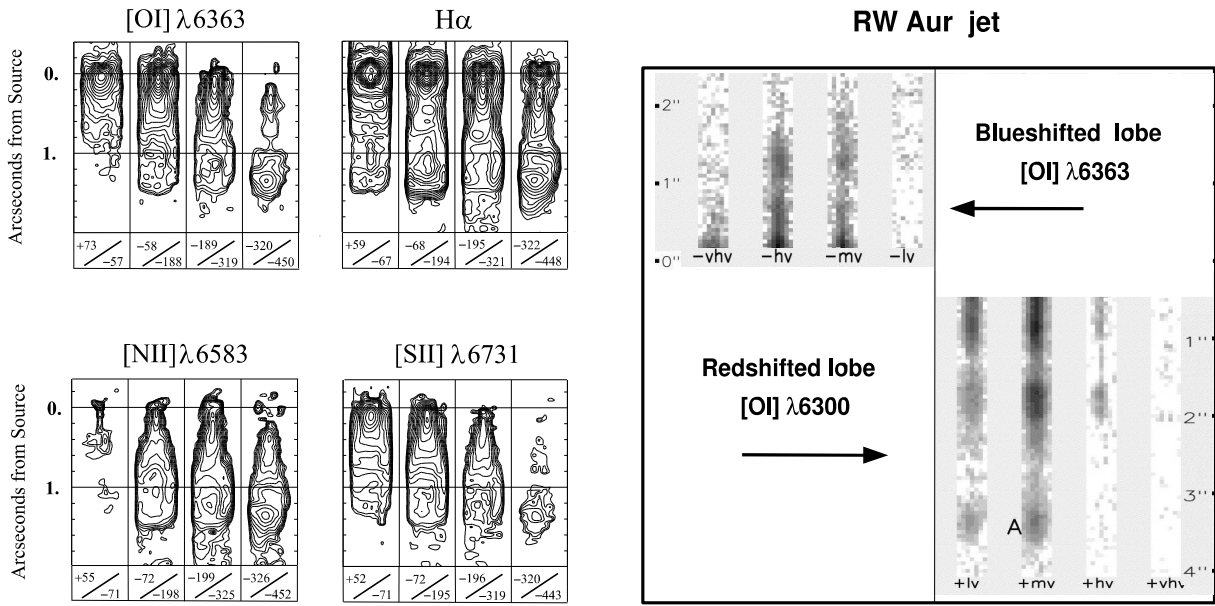 [OI] λ6363
Hα
Arcseconds from Source
0.
1.
+73 / −57
−58 / −188
−189 / −319
−320 / −450
+59 / −67
−68 / −194
−195 / −321
−322 / −448
[NII] λ6583
[SII] λ6731
Arcseconds from Source
0.
1.
+55 / −71
−72 / −198
−199 / −325
−326 / −452
+52 / −71
−72 / −195
−196 / −319
−320 / −443
RW Aur jet
2''
1''
0''
−vhv −hv −mv −lv
Blueshifted lobe
[OI] λ6363
Redshifted lobe
[OI] λ6300
1''
2''
3''
4''
A
+lv +mv +hv +vhv